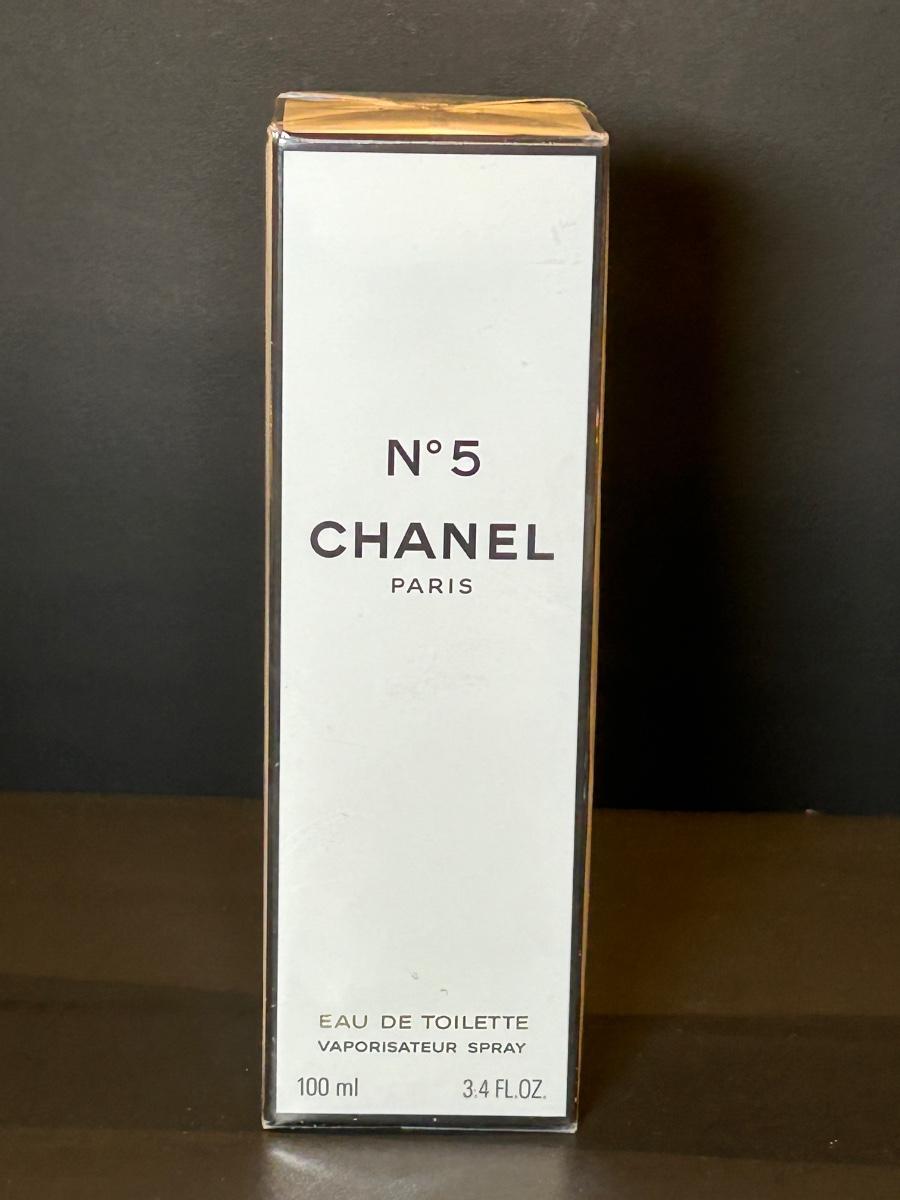 N°5
CHANEL
PARIS
EAU DE TOILETTE
VAPORISATEUR SPRAY
100 ml 3.4 FL.OZ.